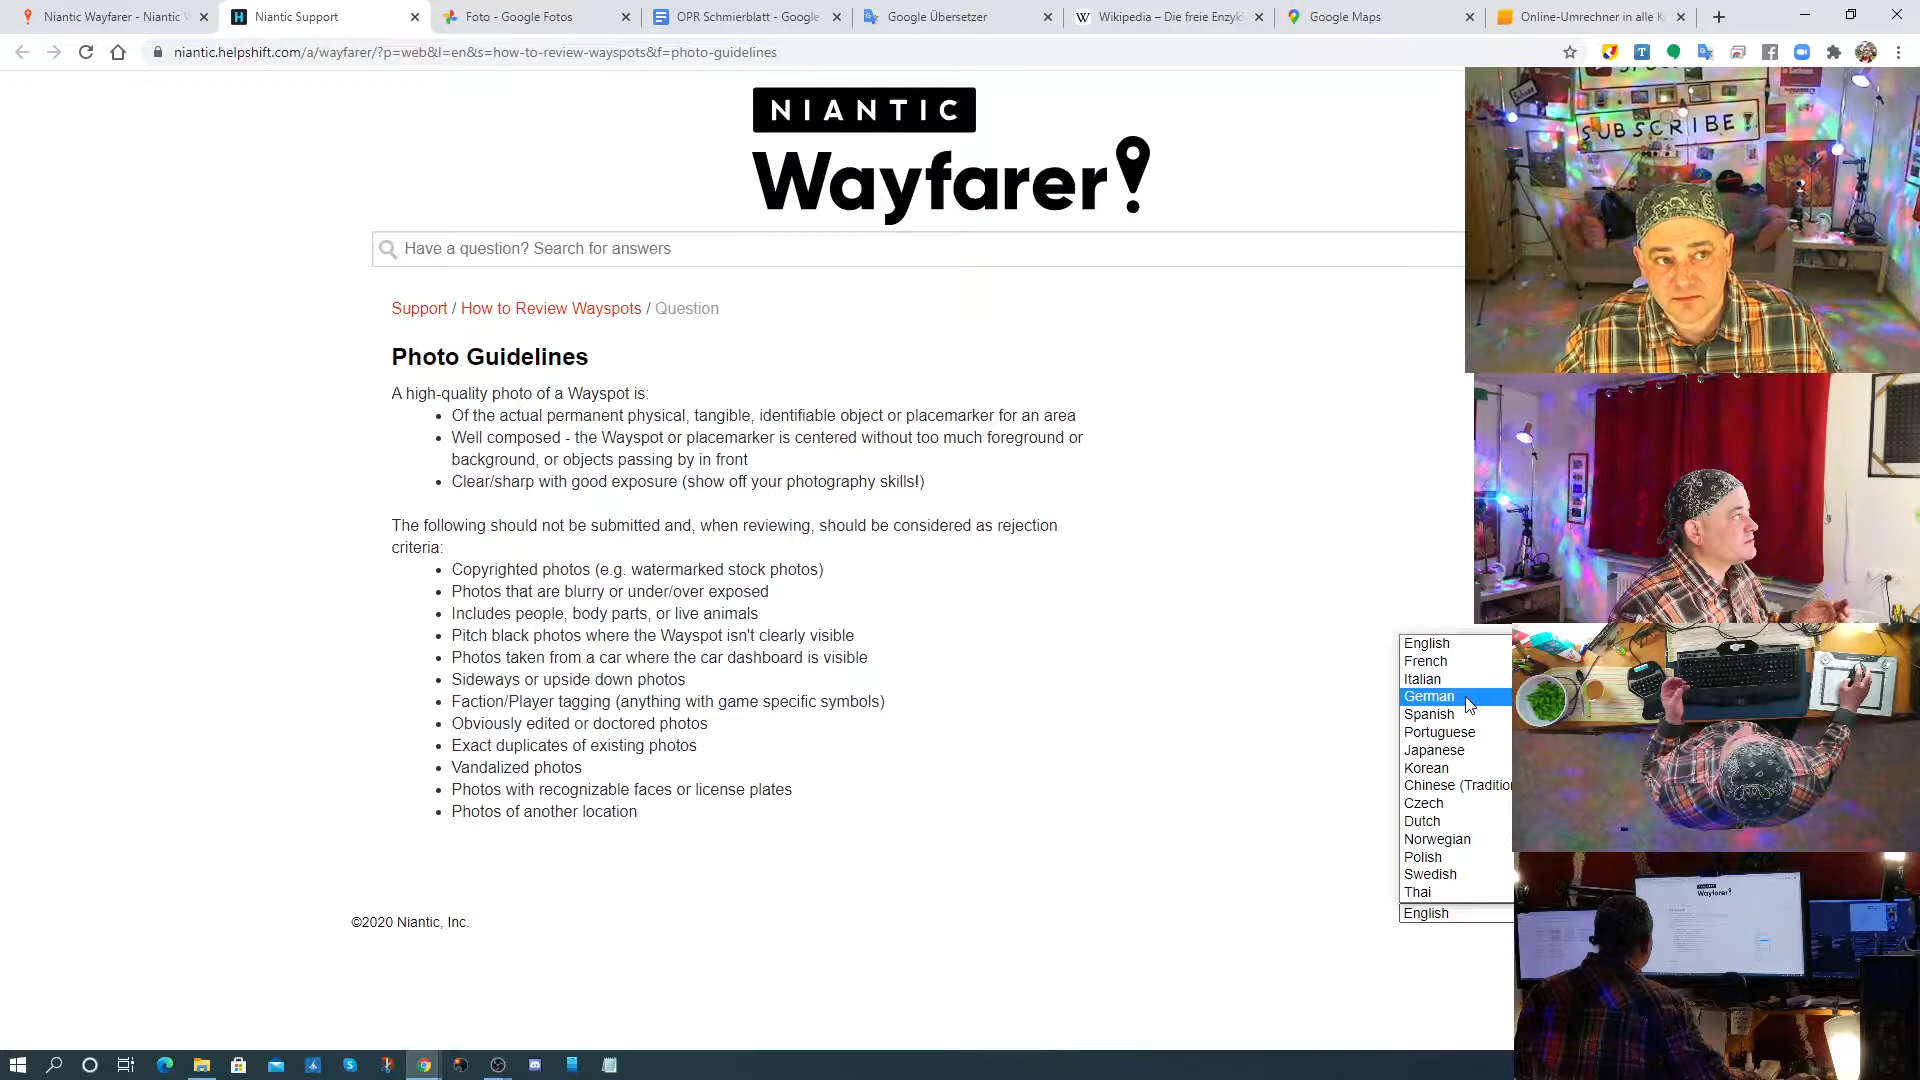 Niantic Wayfarer - Niantic W
Niantic Support
Foto - Google Fotos
OPR Schmierblatt - Google
Google Übersetzer
Wikipedia – Die freie Enzykl
Google Maps
Online-Umrechner in alle K
niantic.helpshift.com/a/wayfarer/?p=web&l=en&s=how-to-review-wayspots&f=photo-guidelines
NIANTIC
Wayfarer
SUBSCRIBE!
Have a question? Search for answers
Support / How to Review Wayspots / Question
Photo Guidelines
A high-quality photo of a Wayspot is:
• Of the actual permanent physical, tangible, identifiable object or placemarker for an area
• Well composed - the Wayspot or placemarker is centered without too much foreground or
background, or objects passing by in front
• Clear/sharp with good exposure (show off your photography skills!)
The following should not be submitted and, when reviewing, should be considered as rejection
criteria:
• Copyrighted photos (e.g. watermarked stock photos)
• Photos that are blurry or under/over exposed
• Includes people, body parts, or live animals
• Pitch black photos where the Wayspot isn't clearly visible
• Photos taken from a car where the car dashboard is visible
• Sideways or upside down photos
• Faction/Player tagging (anything with game specific symbols)
• Obviously edited or doctored photos
• Exact duplicates of existing photos
• Vandalized photos
• Photos with recognizable faces or license plates
• Photos of another location
English
French
Italian
German
Spanish
Portuguese
Japanese
Korean
Chinese (Traditio
Czech
Dutch
Norwegian
Polish
Swedish
Thai
English
©2020 Niantic, Inc.
Wayfarer